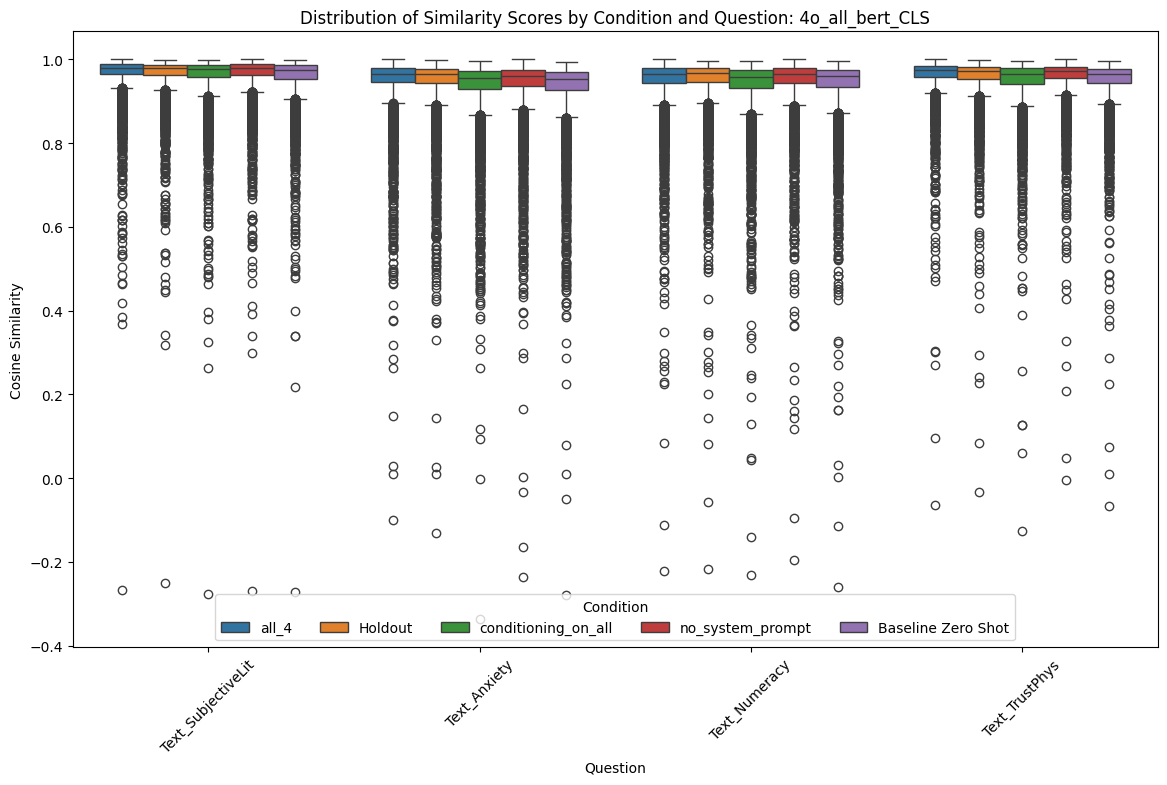 Distribution of Similarity Scores by Condition and Question: 4o_all_bert_CLS
Cosine Similarity
1.0
0.8
0.6
0.4
0.2
0.0
−0.2
−0.4
Condition
all_4 Holdout conditioning_on_all no_system_prompt Baseline Zero Shot
Text_SubjectiveLit
Text_Anxiety
Text_Numeracy
Text_TrustPhys
Question